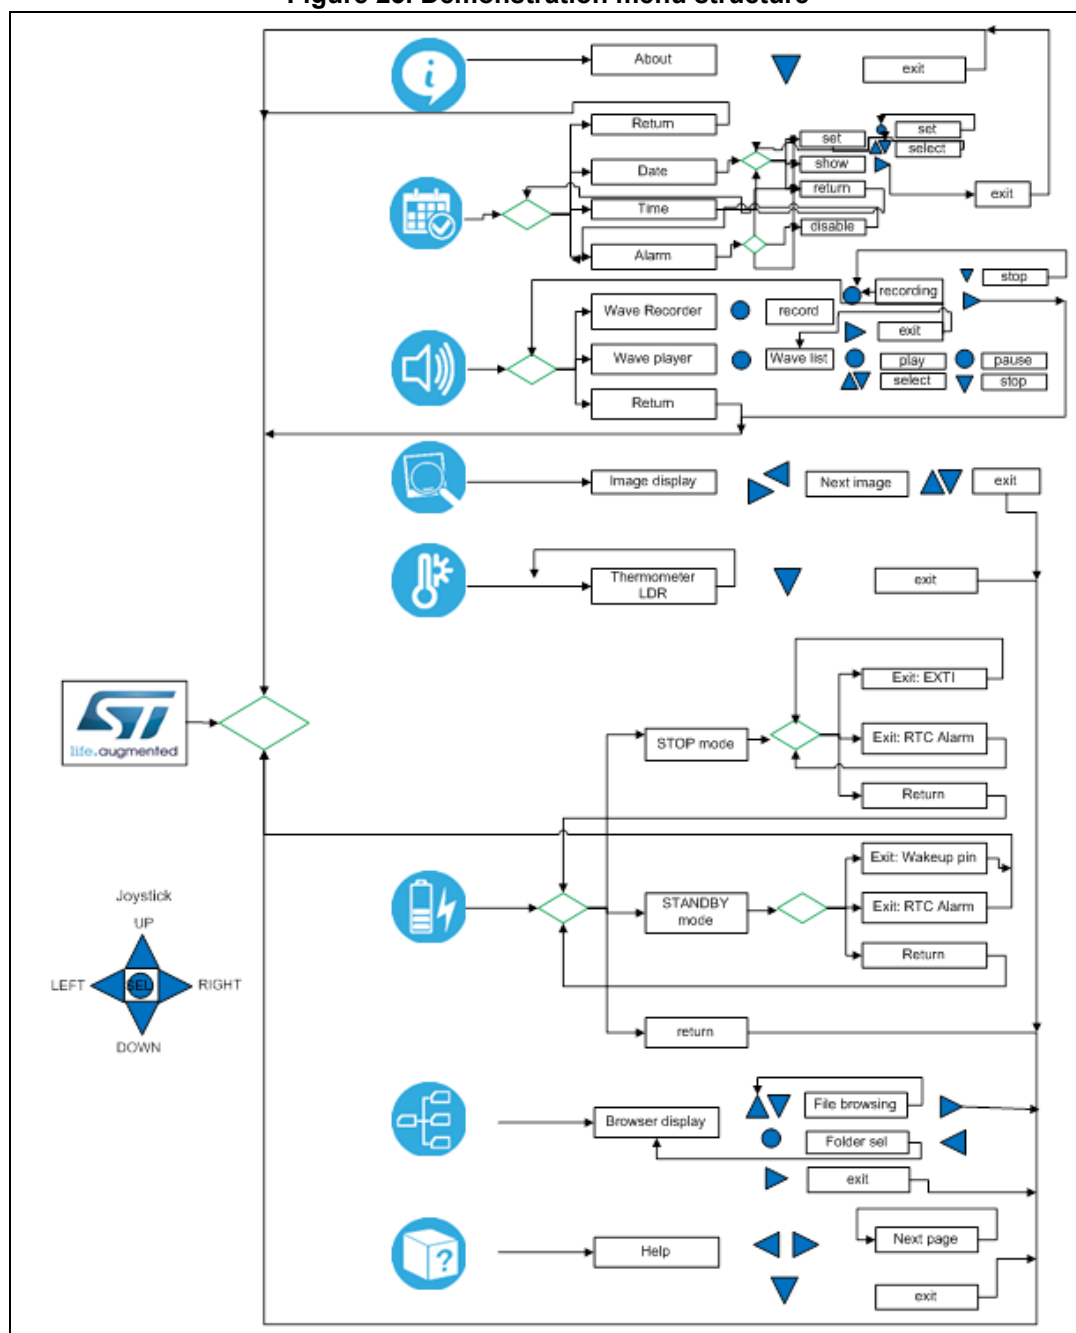 Figure 23. Demonstration menu structure
About
exit
Return
set
set
select
Date
show
return
exit
Time
disable
Alarm
stop
recording
Wave Recorder
record
exit
Wave player
Wave list
play
pause
select
stop
Return
Image display
Next image
exit
Thermometer
LDR
exit
Exit: EXTI
life.augmented
STOP mode
Exit: RTC Alarm
Return
Exit: Wakeup pin
STANDBY
mode
Exit: RTC Alarm
Return
Joystick
UP
LEFT
SEL
RIGHT
DOWN
return
File browsing
Browser display
Folder sel
exit
Next page
Help
?
exit